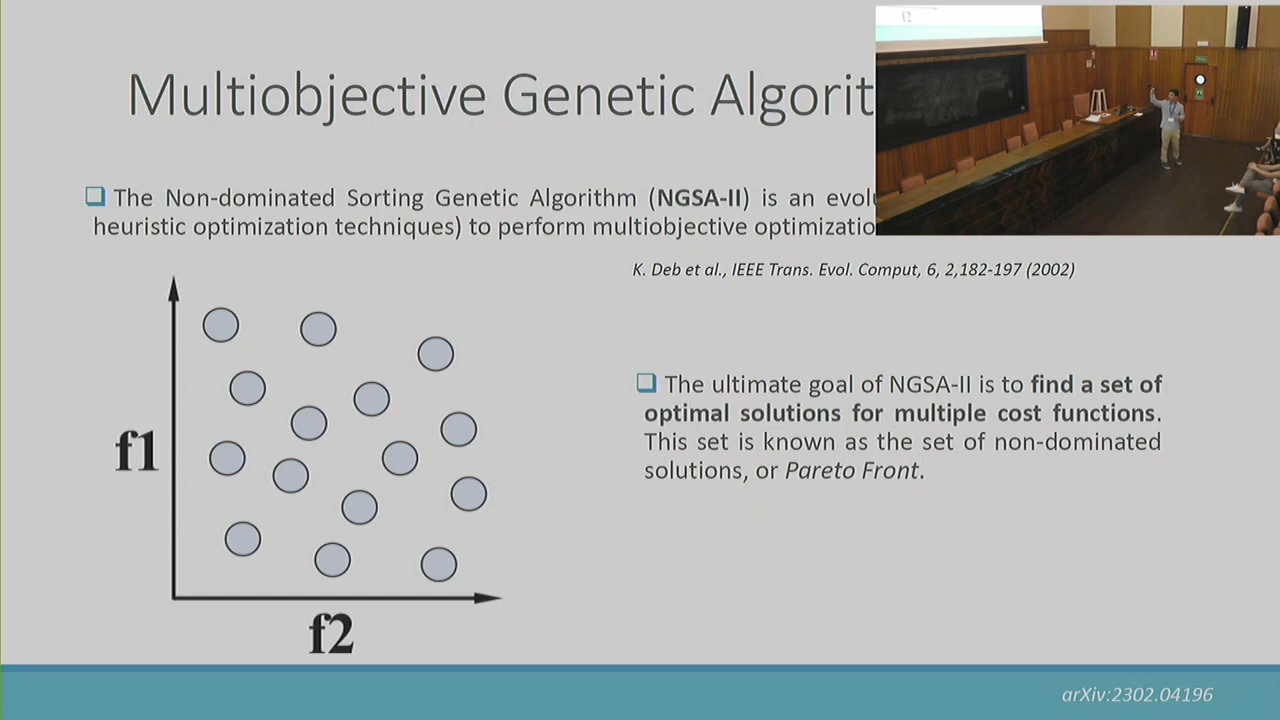 f2
Multiobjective Genetic Algorit
❑ The Non-dominated Sorting Genetic Algorithm (NGSA-II) is an evolu
heuristic optimization techniques) to perform multiobjective optimizatio
K. Deb et al., IEEE Trans. Evol. Comput, 6, 2,182-197 (2002)
❑ The ultimate goal of NGSA-II is to find a set of
optimal solutions for multiple cost functions.
This set is known as the set of non-dominated
solutions, or Pareto Front.
f1
f2
arXiv:2302.04196